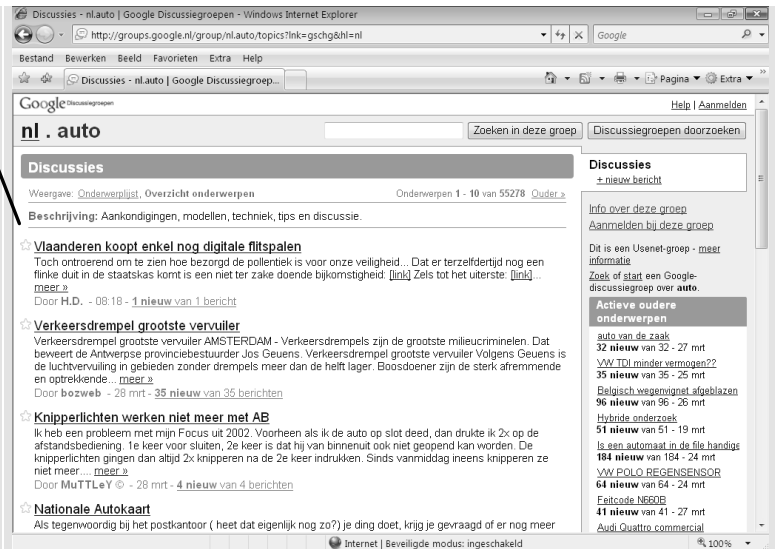 Discussies - nl.auto | Google Discussiegroepen - Windows Internet Explorer
http://groups.google.nl/group/nl.auto/topics?lnk=gschg&hl=nl
Google
Bestand Bewerken Beeld Favorieten Extra Help
Discussies - nl.auto | Google Discussiegroep...
Pagina Extra
Google Discussiegroepen
Help | Aanmelden
nl . auto
Zoeken in deze groep
Discussiegroepen doorzoeken
Discussies
Weergave: Onderwerplijst, Overzicht onderwerpen
Onderwerpen 1 - 10 van 55278 Ouder »
Beschrijving: Aankondigingen, modellen, techniek, tips en discussie.
Vlaanderen koopt enkel nog digitale flitspalen
Toch ontroerend om te zien hoe bezorgd de pollentiek is voor onze veiligheid... Dat er terzelfdertijd nog een
flinke duit in de staatskas komt is een niet ter zake doende bijkomstigheid: [link] Zels tot het uiterste: [link]...
meer »
Door H.D. - 08:18 - 1 nieuw van 1 bericht
Verkeersdrempel grootste vervuiler
Verkeersdrempel grootste vervuiler AMSTERDAM - Verkeersdrempels zijn de grootste milieucriminelen. Dat
beweert de Antwerpse provinciebestuurder Jos Geuens. Verkeersdrempel grootste vervuiler Volgens Geuens is
de luchtvervuiling in gebieden zonder drempels meer dan de helft lager. Boosdoener zijn de sterk afremmende
en optrekkende... meer »
Door bozweb - 28 mrt - 35 nieuw van 35 berichten
Knipperlichten werken niet meer met AB
Ik heb een probleem met mijn Focus uit 2002. Voorheen als ik de auto op slot deed, dan drukte ik 2x op de
afstandsbediening. 1e keer voor sluiten, 2e keer is dat hij van binnenuit ook niet geopend kan worden. De
knipperlichten gingen dan altijd 2x knipperen na de 2e keer indrukken. Sinds vanmiddag ineens knipperen ze
niet meer.... meer »
Door MuTTLeY © - 28 mrt - 4 nieuw van 4 berichten
Nationale Autokaart
Als tegenwoordig bij het postkantoor ( heet dat eigenlijk nog zo?) je ding doet, krijg je gevraagd of er nog meer
Discussies
+ nieuw bericht
Info over deze groep
Aanmelden bij deze groep
Dit is een Usenet-groep - meer
informatie
Zoek of start een Google-
discussiegroep over auto.
Actieve oudere
onderwerpen
auto van de zaak
32 nieuw van 32 - 27 mrt
VW TDI minder vermogen??
35 nieuw van 35 - 25 mrt
Belgisch wegenvignet afgeblazen
96 nieuw van 96 - 26 mrt
Hybride onderzoek
51 nieuw van 51 - 19 mrt
Is een automaat in de file handige
184 nieuw van 184 - 24 mrt
VW POLO REGENSENSOR
64 nieuw van 64 - 24 mrt
Feitcode N660B
41 nieuw van 41 - 27 mrt
Audi Quattro commercial
Internet | Beveiligde modus: ingeschakeld
100%